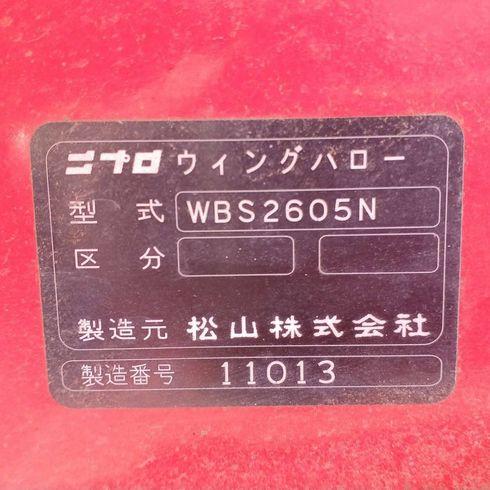 ニプロ ウィングハロー
型式 WBS2605N
区分
製造元 松山株式会社
製造番号 11013